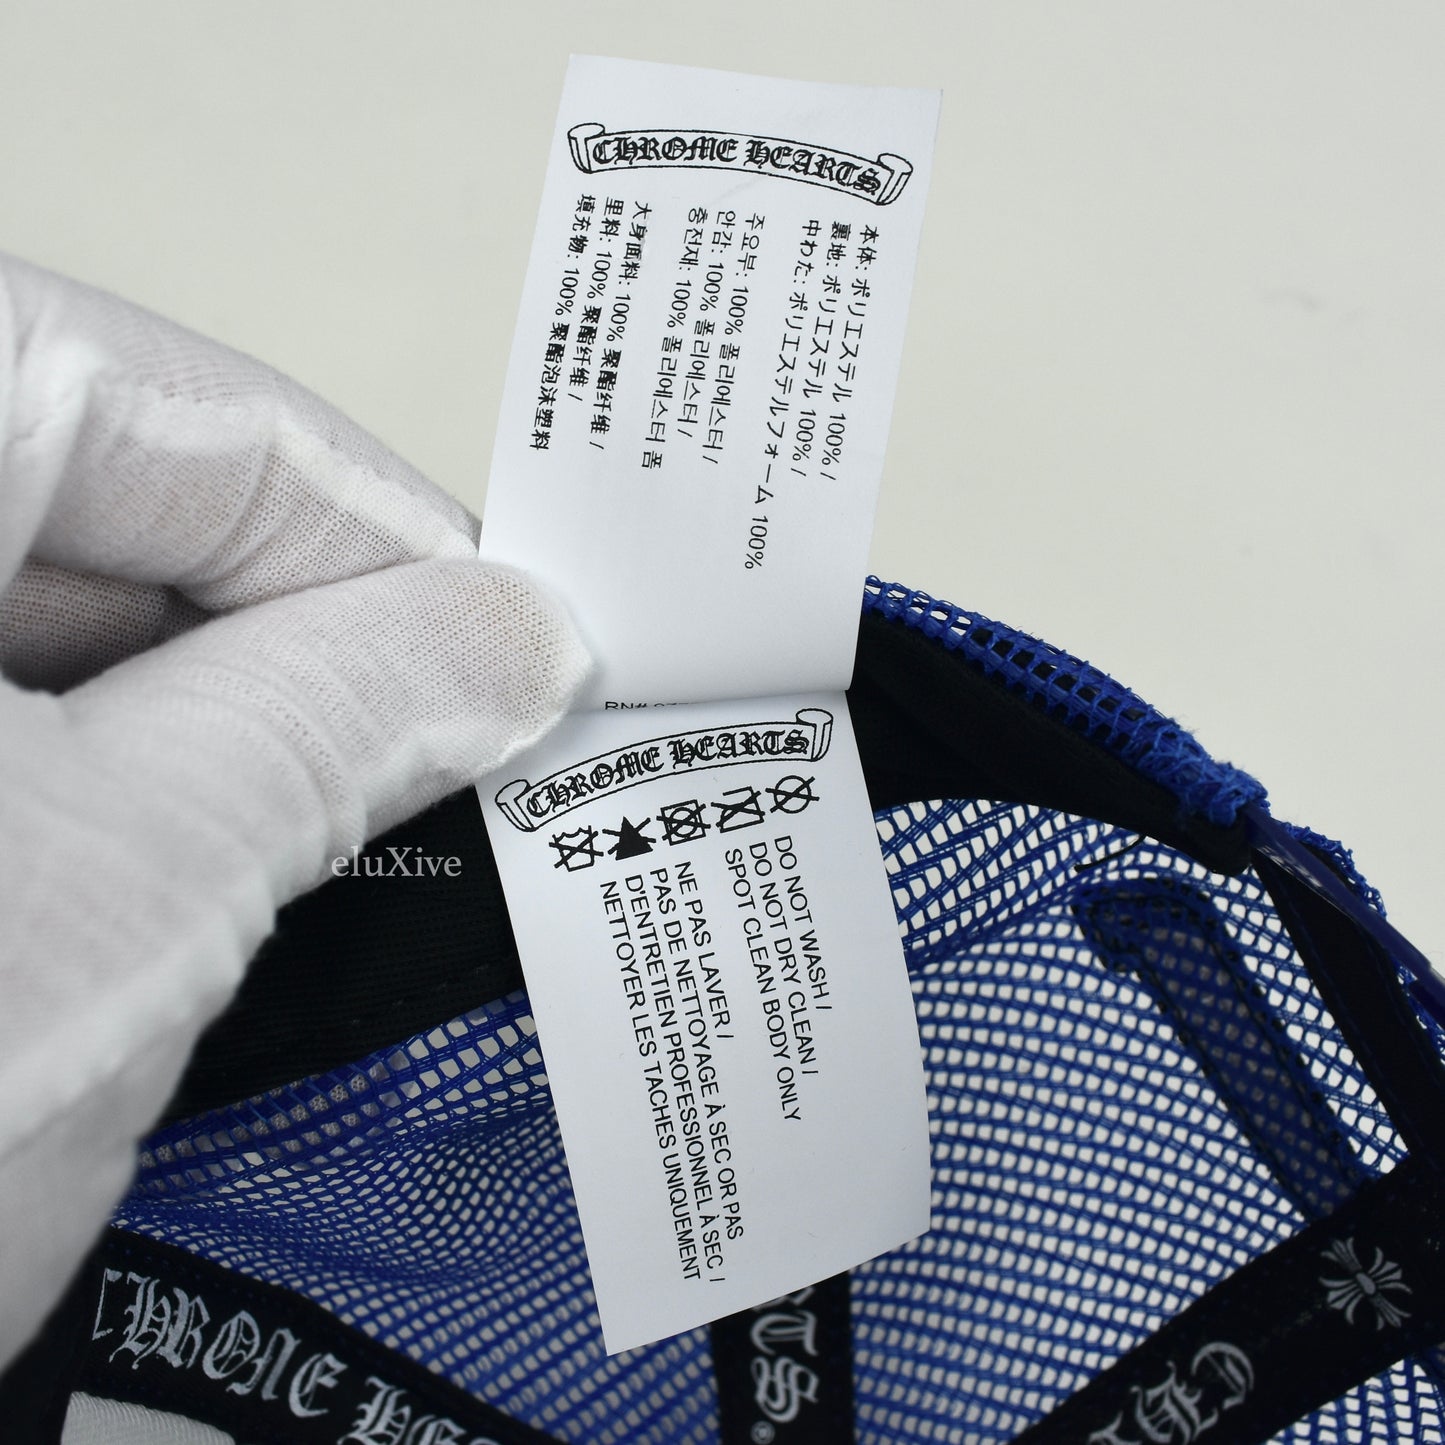 CHROME HEARTS
本体: ポリエステル 100% /
裏地: ポリエステル 100% /
中わた: ポリエステルフォーム 100%
주요부: 100% 폴리에스터 /
안감: 100% 폴리에스터 /
충전재: 100% 폴리에스터 폼
大身面料: 100% 聚酯纤维 /
里料: 100% 聚酯纤维 /
填充物: 100% 聚酯泡沫塑料
RN#
CHROME HEARTS
DO NOT WASH /
DO NOT DRY CLEAN /
SPOT CLEAN BODY ONLY
NE PAS LAVER /
PAS DE NETTOYAGE À SEC OR PAS
D'ENTRETIEN PROFESSIONNEL À SEC /
NETTOYER LES TACHES UNIQUEMENT
eluXive
CHROME